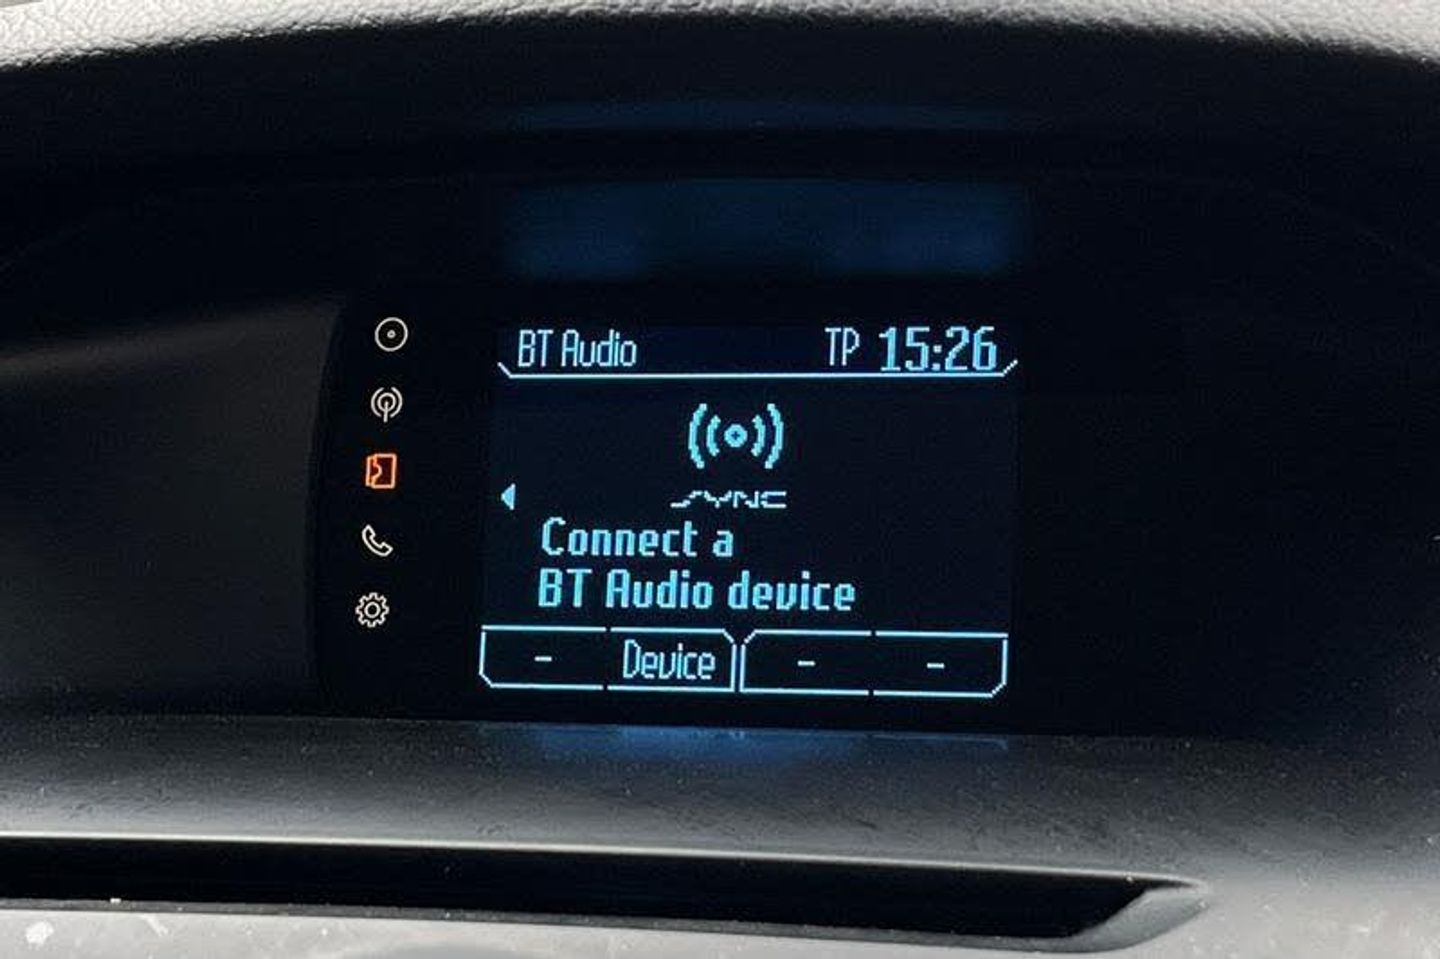 BT Audio TP 15:26
SYNC
Connect a
BT Audio device
- Device - -